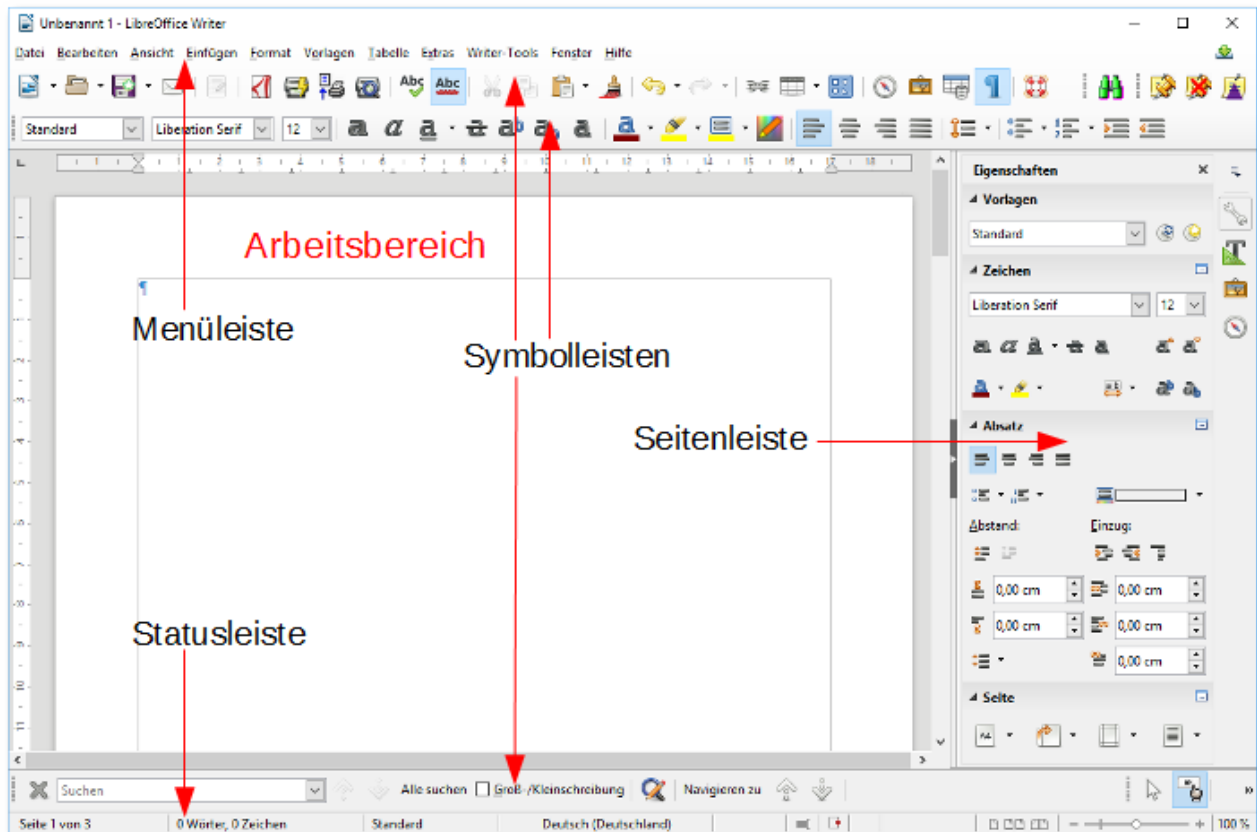 Unbenannt 1 - LibreOffice Writer
Datei Bearbeiten Ansicht Einfügen Format Vorlagen Tabelle Extras Writer-Tools Fenster Hilfe
Standard Liberation Serif 12
Eigenschaften
Vorlagen
Standard
Arbeitsbereich
Zeichen
Liberation Serif 12
Menüleiste
Symbolleisten
Absatz
Seitenleiste
Abstand: Einzug:
0,00 cm 0,00 cm
0,00 cm 0,00 cm
Statusleiste
0,00 cm
Seite
Suchen Alle suchen Groß-/Kleinschreibung Navigieren zu
Seite 1 von 3 0 Wörter, 0 Zeichen Standard Deutsch (Deutschland) 100 %